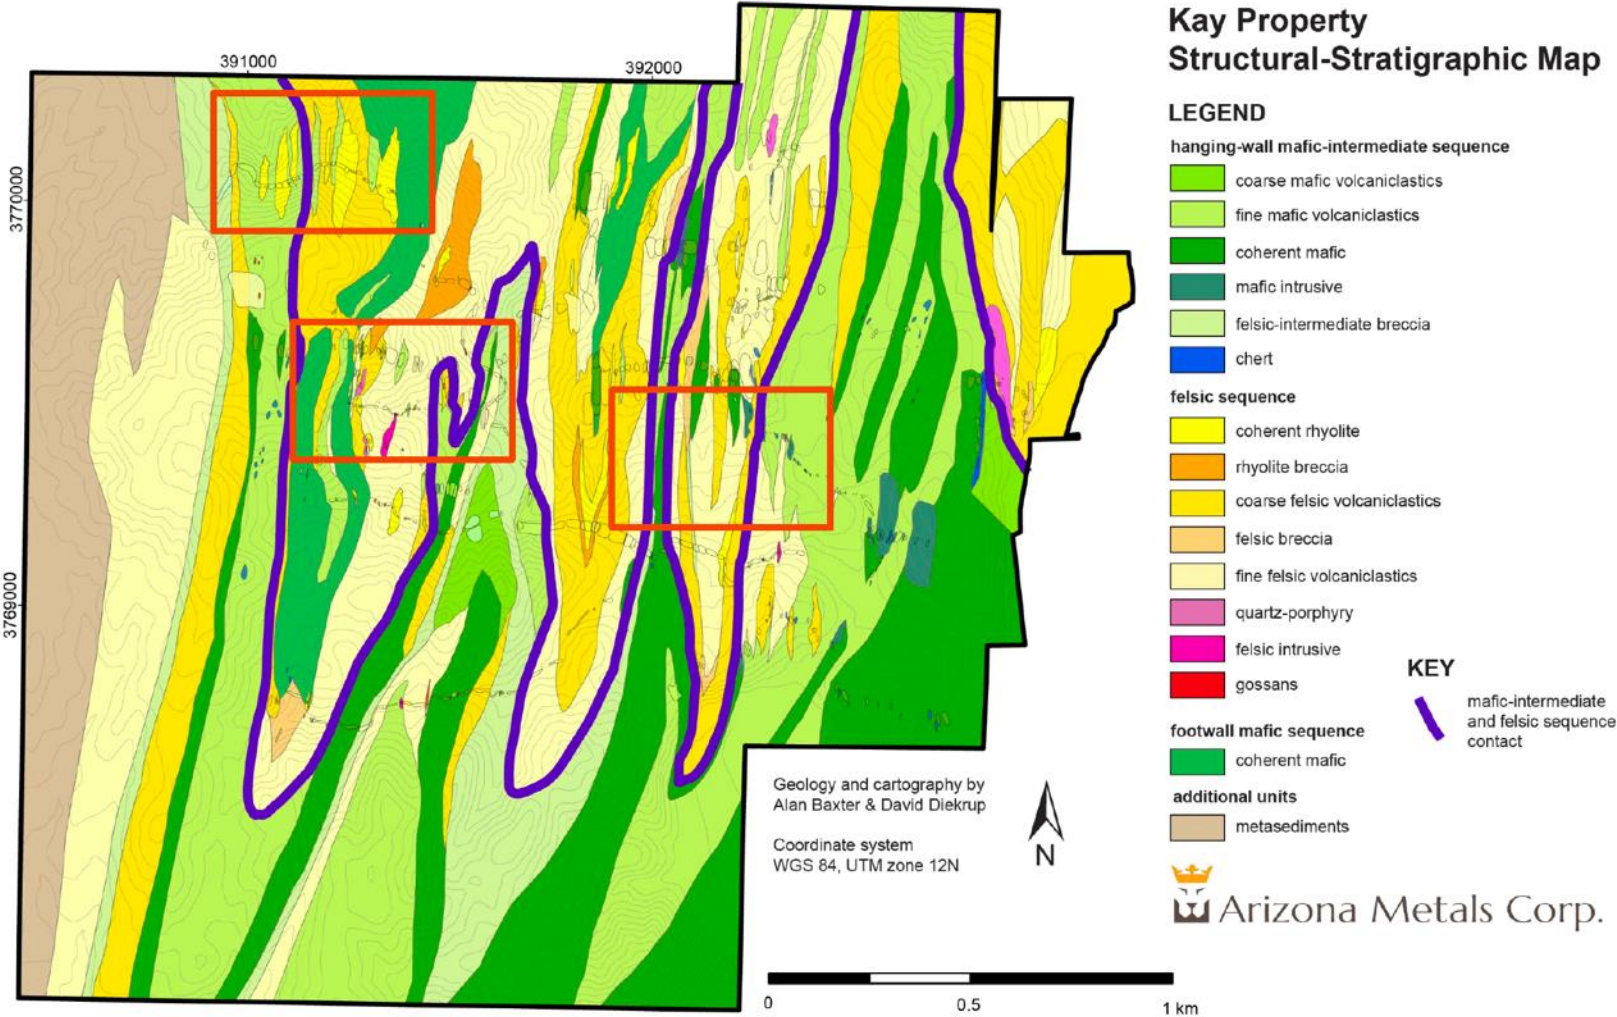 Kay Property
Structural-Stratigraphic Map
391000
392000
3770000
3769000
LEGEND
hanging-wall mafic-intermediate sequence
coarse mafic volcaniclastics
fine mafic volcaniclastics
coherent mafic
mafic intrusive
felsic-intermediate breccia
chert
felsic sequence
coherent rhyolite
rhyolite breccia
coarse felsic volcaniclastics
felsic breccia
fine felsic volcaniclastics
quartz-porphyry
felsic intrusive
gossans
footwall mafic sequence
coherent mafic
additional units
metasediments
KEY
mafic-intermediate
and felsic sequence
contact
Geology and cartography by
Alan Baxter & David Diekrup
Coordinate system
WGS 84, UTM zone 12N
N
Arizona Metals Corp.
0
0.5
1 km